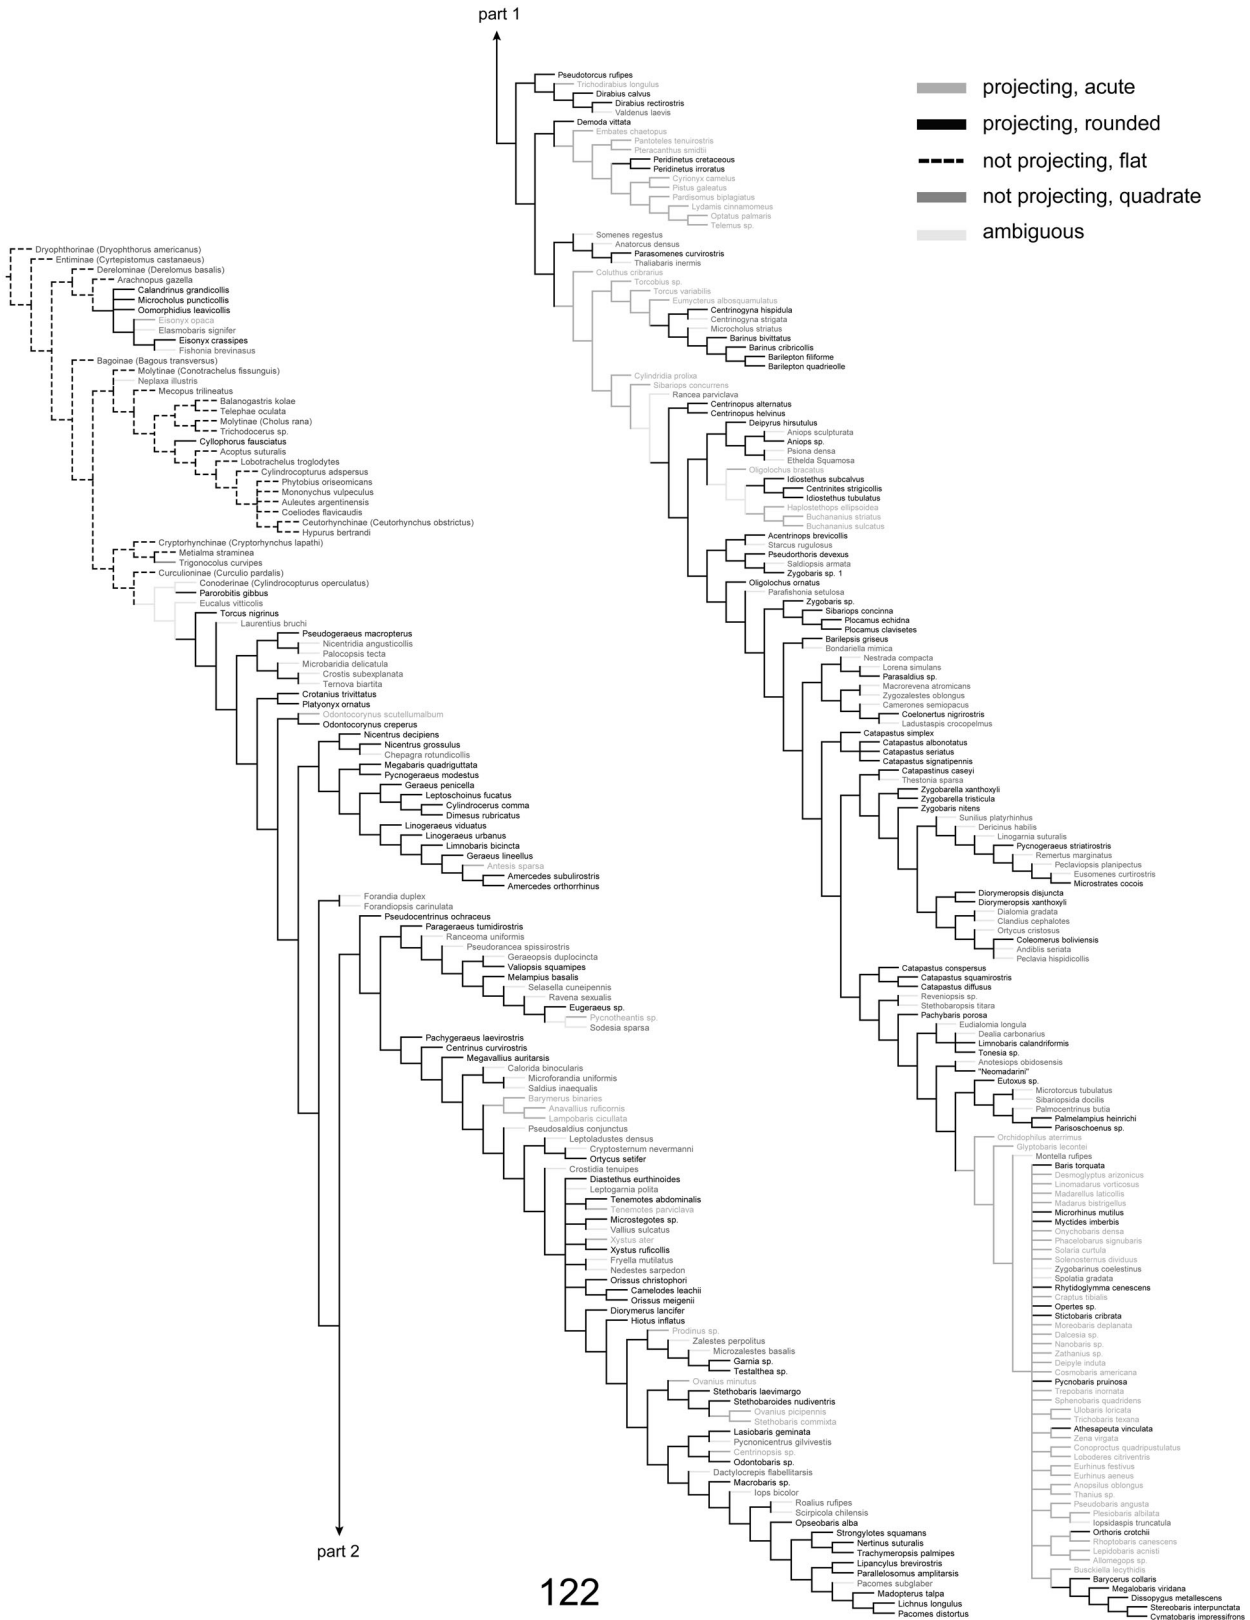 part 1
projecting, acute
projecting, rounded
not projecting, flat
not projecting, quadrate
ambiguous
Dryophthorinae (Dryophthorus americanus)
Entiminae (Cyrtepistomus castanaeus)
Derelominae (Derelomus basalis)
Arachnopus gazella
Calandrinus grandicollis
Microcholus puncticollis
Oomorphidius leavicollis
Eisonyx opaca
Elasmobaris signifer
Eisonyx crassipes
Fishonia brevinasus
Bagoinae (Bagous transversus)
Molytinae (Conotrachelus fissunguis)
Neplaxa illustris
Mecopus trilineatus
Balanogastris kolae
Telephae oculata
Molytinae (Cholus rana)
Trichodocerus sp.
Cyllophorus fausciatus
Acoptus suturalis
Lobotrachelus troglodytes
Cylindrocopturus adspersus
Phytobius oriseomicans
Mononychus vulpeculus
Auleutes argentinensis
Coeliodes flavicaudis
Ceutorhynchinae (Ceutorhynchus obstrictus)
Hypurus bertrandi
Cryptorhynchinae (Cryptorhynchus lapathi)
Metialma straminea
Trigonocolus curvipes
Curculioninae (Curculio pardalis)
Conoderinae (Cylindrocopturus operculatus)
Parorobitis gibbus
Eucalus vitticolis
Torcus nigrinus
Laurentius bruchi
Pseudogeraeus macropterus
Nicentridia angusticollis
Palocopsis tecta
Microbaridia delicatula
Crostis subexplanata
Ternova biartita
Crotanius trivittatus
Platyonyx ornatus
Odontocorynus scutellumalbum
Odontocorynus creperus
Nicentrus decipiens
Nicentrus grossulus
Chepagra rotundicollis
Megabaris quadriguttata
Pycnogeraeus modestus
Geraeus penicella
Leptoschoinus fucatus
Cylindrocerus comma
Dimesus rubricatus
Linogeraeus viduatus
Linogeraeus urbanus
Limnobaris bicincta
Geraeus lineellus
Antesis sparsa
Amercedes subulirostris
Amercedes orthorrhinus
Forandia duplex
Forandiopsis carinulata
Pseudocentrinus ochraceus
Parageraeus tumidirostris
Ranceoma uniformis
Pseudorancea spissirostris
Geraeopsis duplocincta
Valiopsis squamipes
Melampius basalis
Selasella cuneipennis
Ravena sexualis
Eugeraeus sp.
Pycnotheantis sp.
Sodesia sparsa
Pachygeraeus laevirostris
Centrinus curvirostris
Megavallius auritarsis
Calorida binocularis
Microforandia uniformis
Saldius inaequalis
Barymerus binaries
Anavallius ruficornis
Lampobaris cicullata
Pseudosaldius conjunctus
Leptoladustes densus
Cryptosternum nevermanni
Ortycus setifer
Crostidia tenuipes
Diastethus eurthinoides
Leptogarnia polita
Tenemotes abdominalis
Tenemotes parviclava
Microstegotes sp.
Vallius sulcatus
Xystus ater
Xystus ruficollis
Fryella mutilatus
Nedestes sarpedon
Orissus christophori
Camelodes leachii
Orissus meigenii
Diorymerus lancifer
Hiotus inflatus
Prodinus sp.
Zalestes perpolitus
Microzalestes basalis
Garnia sp.
Testalthea sp.
Ovanius minutus
Stethobaris laevimargo
Stethobaroides nudiventris
Ovanius picipennis
Stethobaris commixta
Lasiobaris geminata
Pycnonicentrus gilvivestis
Centrinopsis sp.
Odontobaris sp.
Dactylocrepis flabellitarsis
Macrobaris sp.
Iops bicolor
Roalius rufipes
Scirpicola chilensis
Opseobaris alba
Strongylotes squamans
Nertinus suturalis
Trachymeropsis palmipes
Lipancylus brevirostris
Parallelosomus amplitarsis
Pacomes subglaber
Madopterus talpa
Lichnus longulus
Pacomes distortus
part 2
Pseudotorcus rufipes
Trichodirabius longulus
Dirabius calvus
Dirabius rectirostris
Valdenus laevis
Demoda vittata
Embates chaetopus
Pantoteles tenuirostris
Pteracanthus smidtii
Peridinetus cretaceous
Peridinetus irroratus
Cyrionyx camelus
Pistus galeatus
Pardisomus biplagiatus
Lydamis cinnamomeus
Optatus palmaris
Telemus sp.
Somenes regestus
Anatorcus densus
Parasomenes curvirostris
Thaliabaris inermis
Coluthus cribrarius
Torcobius sp.
Torcus variabilis
Eumycterus albosquamulatus
Centrinogyna hispidula
Centrinogyna strigata
Microcholus striatus
Barinus bivittatus
Barinus cribricollis
Barilepton filiforme
Barilepton quadrieolle
Cylindridia prolixa
Sibariops concurrens
Rancea parviclava
Centrinopus alternatus
Centrinopus helvinus
Deipyrus hirsutulus
Aniops sculpturata
Aniops sp.
Psiona densa
Ethelda Squamosa
Oligolochus bracatus
Idiostethus subcalvus
Centrinites strigicollis
Idiostethus tubulatus
Haplostethops ellipsoidea
Buchananius striatus
Buchananius sulcatus
Acentrinops brevicollis
Starcus rugulosus
Pseudorthoris devexus
Saldiopsis armata
Zygobaris sp. 1
Oligolochus ornatus
Parafishonia setulosa
Zygobaris sp.
Sibariops concinna
Plocamus echidna
Plocamus clavisetes
Barilepsis griseus
Bondariella mimica
Nestrada compacta
Lorena simulans
Parasaldius sp.
Macrorevena atromicans
Zygozalestes oblongus
Camerones semiopacus
Coelonertus nigrirostris
Ladustaspis crocopelmus
Catapastus simplex
Catapastus albonotatus
Catapastus seriatus
Catapastus signatipennis
Catapastinus caseyi
Thestonia sparsa
Zygobarella xanthoxyli
Zygobarella tristicula
Zygobaris nitens
Sunilius platyrhinhus
Dericinus habilis
Linogarnia suturalis
Pycnogeraeus striatirostris
Remertus marginatus
Peclaviopsis planipectus
Eusomenes curtirostris
Microstrates cocois
Diorymeropsis disjuncta
Diorymeropsis xanthoxyli
Dialomia gradata
Clandius cephalotes
Ortycus cristosus
Coleomerus boliviensis
Andiblis seriata
Peclavia hispidicollis
Catapastus conspersus
Catapastus squamirostris
Catapastus diffusus
Reveniopsis sp.
Stethobaropsis titara
Pachybaris porosa
Eudialomia longula
Dealia carbonarius
Limnobaris calandriformis
Tonesia sp.
Anotesiops obidosensis
"Neomadarini"
Eutoxus sp.
Microtorcus tubulatus
Sibariopsida docilis
Palmocentrinus butia
Palmelampius heinrichi
Parisoschoenus sp.
Orchidophilus aterrimus
Glyptobaris lecontei
Montella rufipes
Baris torquata
Desmoglyptus arizonicus
Linomadarus vorticosus
Madarellus laticollis
Madarus bistrigellus
Microrhinus mutilus
Myctides imberbis
Onychobaris densa
Phacelobarus signubaris
Solaria curtula
Solenosternus dividuus
Zygobarinus coelestinus
Spolatia gradata
Rhytidoglymma cenescens
Craptus tibialis
Opertes sp.
Stictobaris cribrata
Moreobaris deplanata
Dalcesia sp.
Nanobaris sp.
Zathanius sp.
Deipyle induta
Cosmobaris americana
Pycnobaris pruinosa
Trepobaris inornata
Sphenobaris quadridens
Ulobaris loricata
Trichobaris texana
Athesapeuta vinculata
Zena virgata
Conoproctus quadripustulatus
Loboderes citriventris
Eurhinus festivus
Eurhinus aeneus
Anopsilus oblongus
Thanius sp.
Pseudobaris angusta
Plesiobaris albilata
Iopsidaspis truncatula
Orthoris crotchii
Rhoptobaris canescens
Lepidobaris acnisti
Allomegops sp.
Busckiella lecythidis
Barycerus collaris
Megalobaris viridana
Dissopygus metallescens
Stereobaris interpunctata
Cymatobaris impressifrons
122